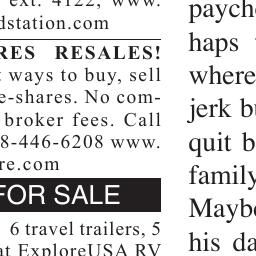 ext. 4122, www.
dstation.com
RES RESALES!
ways to buy, sell
e-shares. No com-
broker fees. Call
8-446-6208 www.
re.com
FOR SALE
6 travel trailers, 5
at ExploreUSA RV
psych
haps
where
jerk b
quit b
family
Maybe
his da